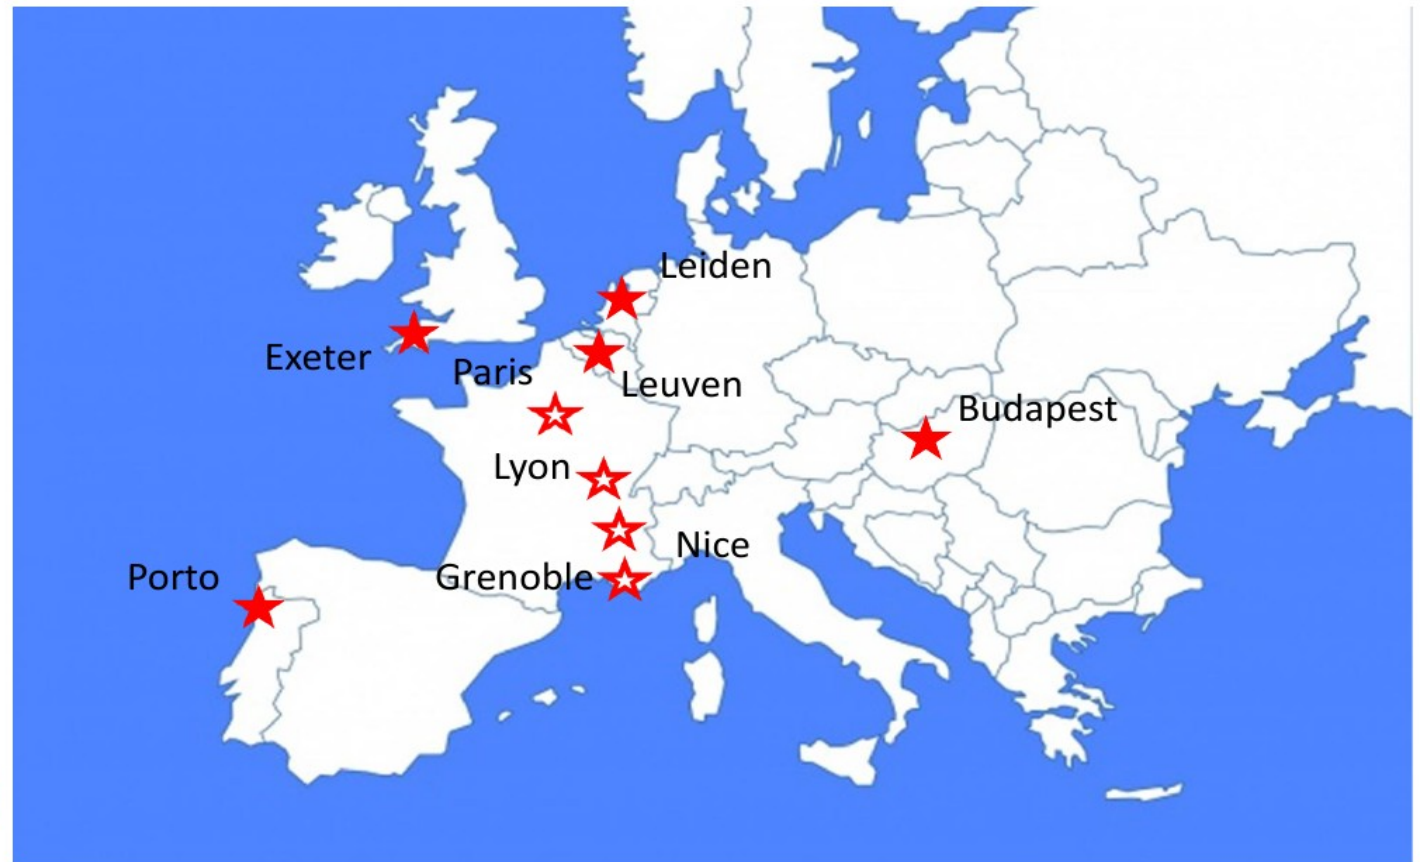 Leiden
Exeter
Paris
Leuven
Budapest
Lyon
Nice
Porto
Grenoble